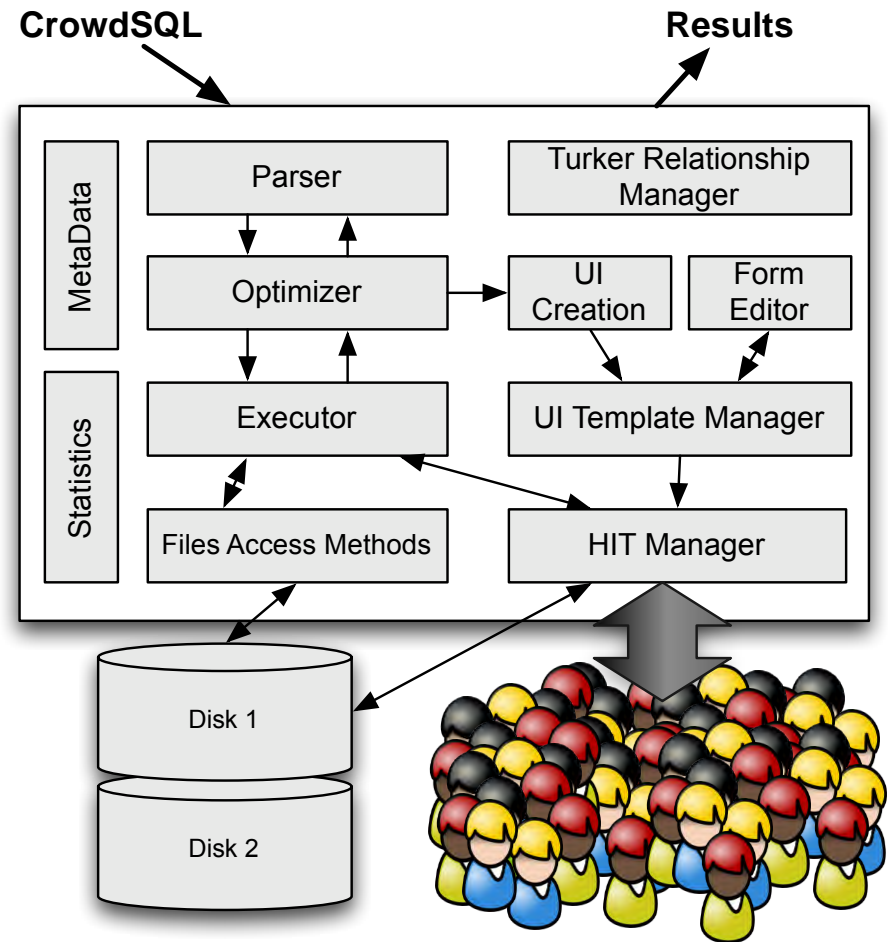 CrowdSQL
Results
MetaData
Statistics
Parser
Turker Relationship
Manager
Optimizer
UI
Creation
Form
Editor
Executor
UI Template Manager
Files Access Methods
HIT Manager
Disk 1
Disk 2